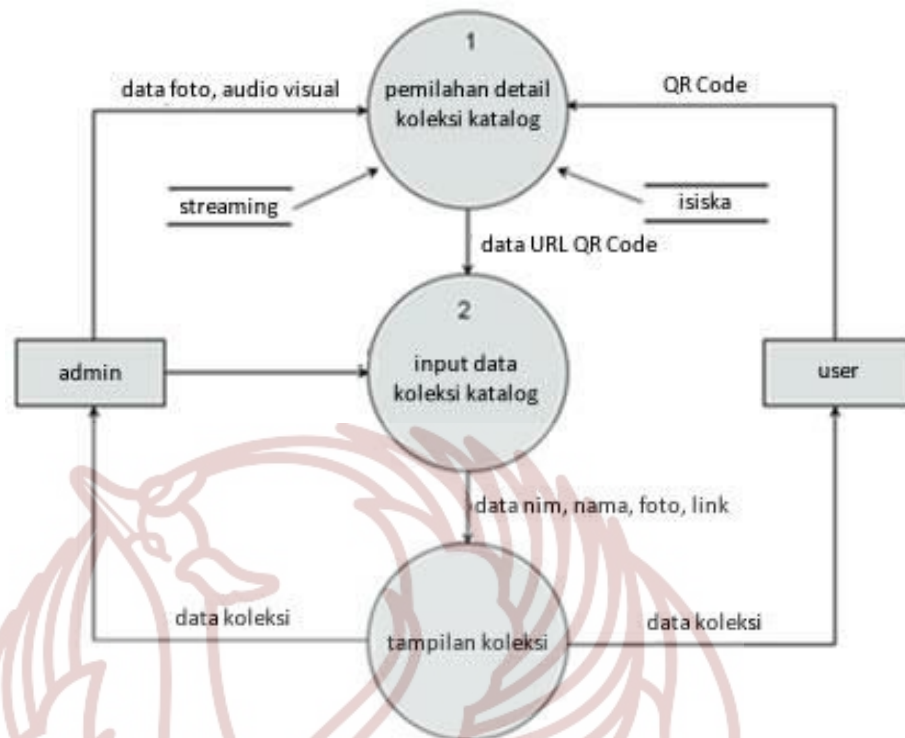 1
data foto, audio visual
pemilahan detail
koleksi katalog
QR Code
streaming
isiska
data URL QR Code
2
admin
input data
koleksi katalog
user
data nim, nama, foto, link
data koleksi
tampilan koleksi
data koleksi